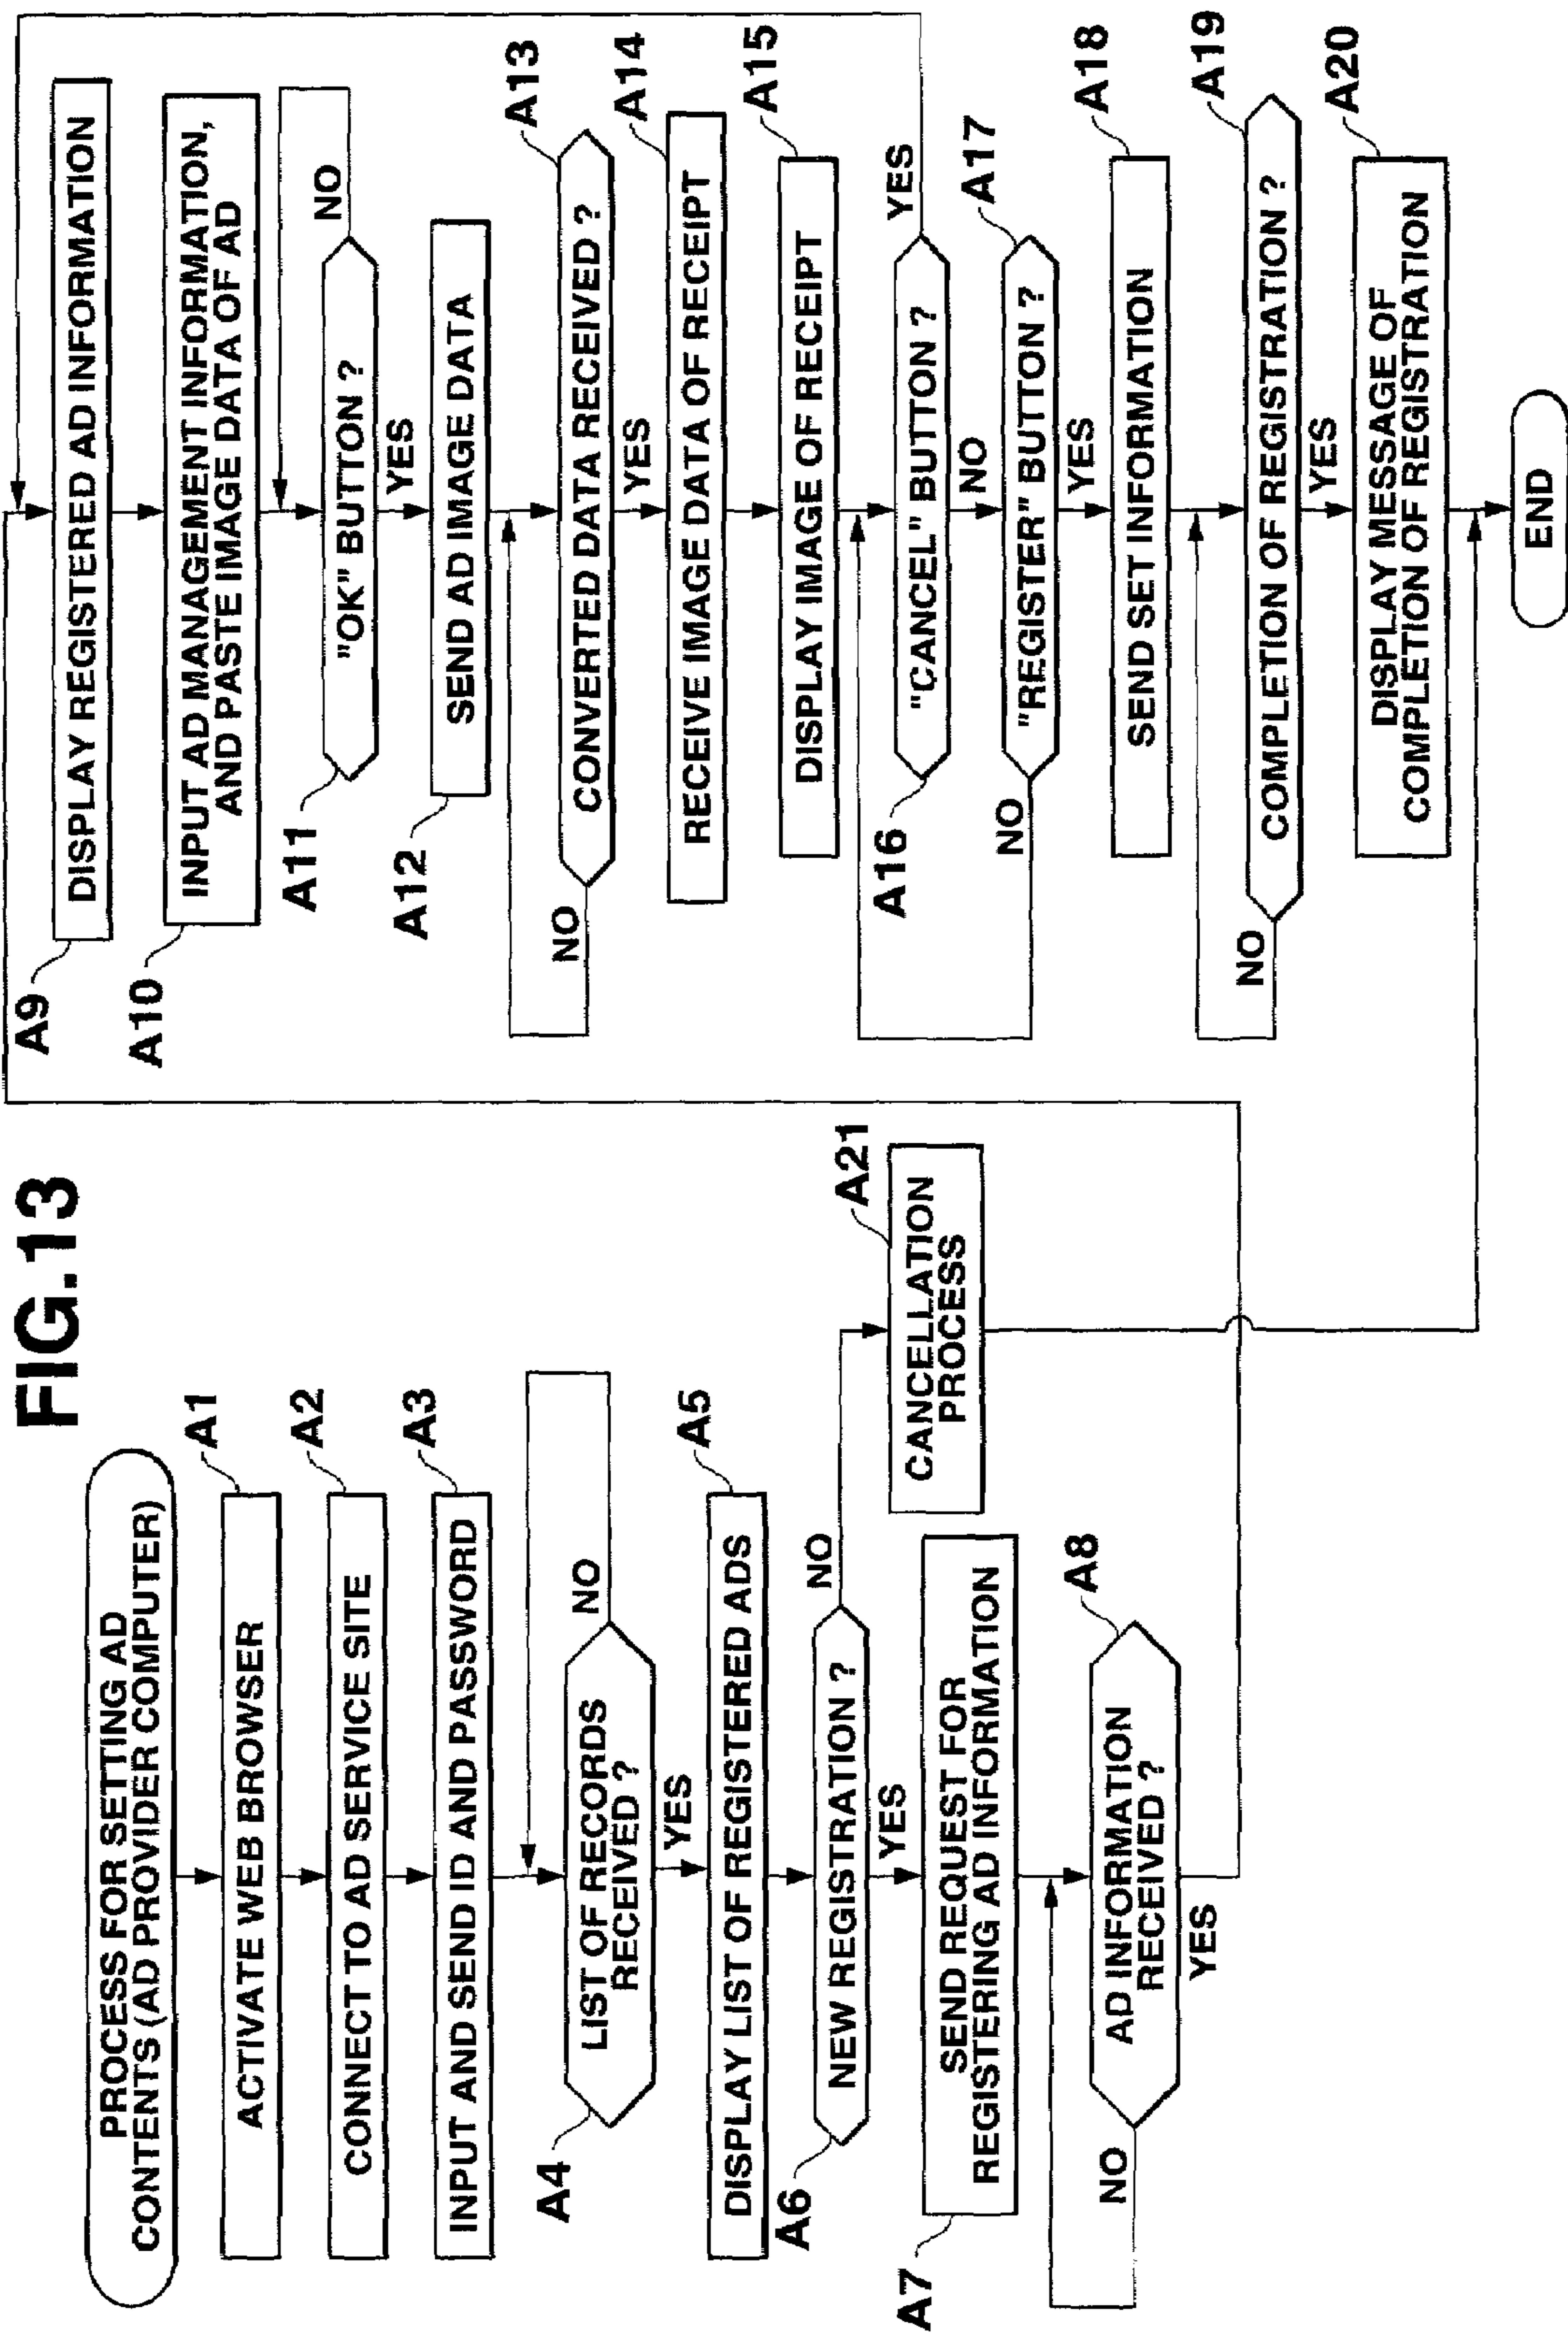 FIG.13
PROCESS FOR SETTING AD
CONTENTS (AD PROVIDER COMPUTER)
A1
ACTIVATE WEB BROWSER
A2
CONNECT TO AD SERVICE SITE
A3
INPUT AND SEND ID AND PASSWORD
A4
LIST OF RECORDS
RECEIVED ?
NO
YES
A5
DISPLAY LIST OF REGISTERED ADS
A6
NEW REGISTRATION ?
NO
YES
A21
CANCELLATION
PROCESS
A7
SEND REQUEST FOR
REGISTERING AD INFORMATION
A8
AD INFORMATION
RECEIVED ?
NO
YES
A9
DISPLAY REGISTERED AD INFORMATION
A10
INPUT AD MANAGEMENT INFORMATION,
AND PASTE IMAGE DATA OF AD
A11
"OK" BUTTON ?
NO
YES
A12
SEND AD IMAGE DATA
A13
CONVERTED DATA RECEIVED ?
NO
YES
A14
RECEIVE IMAGE DATA OF RECEIPT
A15
DISPLAY IMAGE OF RECEIPT
A16
"CANCEL" BUTTON ?
YES
NO
A17
"REGISTER" BUTTON ?
NO
YES
A18
SEND SET INFORMATION
A19
COMPLETION OF REGISTRATION ?
NO
YES
A20
DISPLAY MESSAGE OF
COMPLETION OF REGISTRATION
END